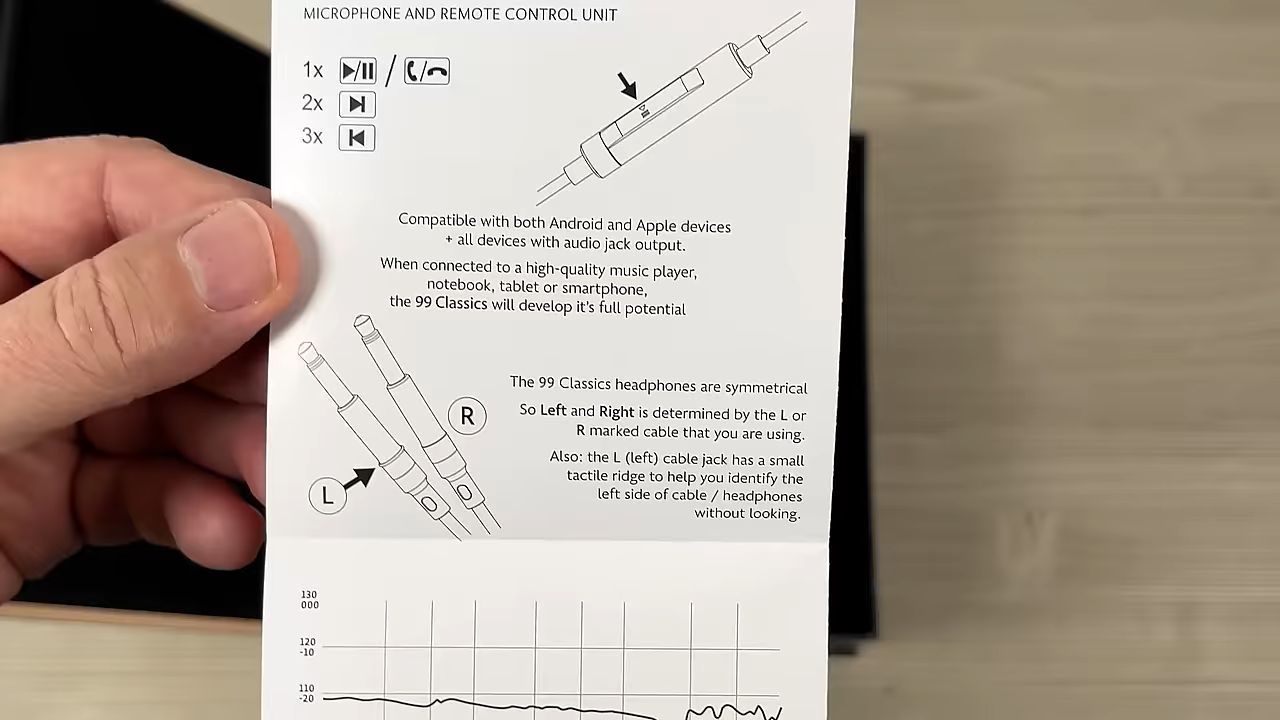 MICROPHONE AND REMOTE CONTROL UNIT
1x
2x
3x
Compatible with both Android and Apple devices
+ all devices with audio jack output.
When connected to a high-quality music player,
notebook, tablet or smartphone,
the 99 Classics will develop it's full potential
R
L
The 99 Classics headphones are symmetrical
So Left and Right is determined by the L or
R marked cable that you are using.
Also: the L (left) cable jack has a small
tactile ridge to help you identify the
left side of cable / headphones
without looking.
130
000
120
-10
110
-20